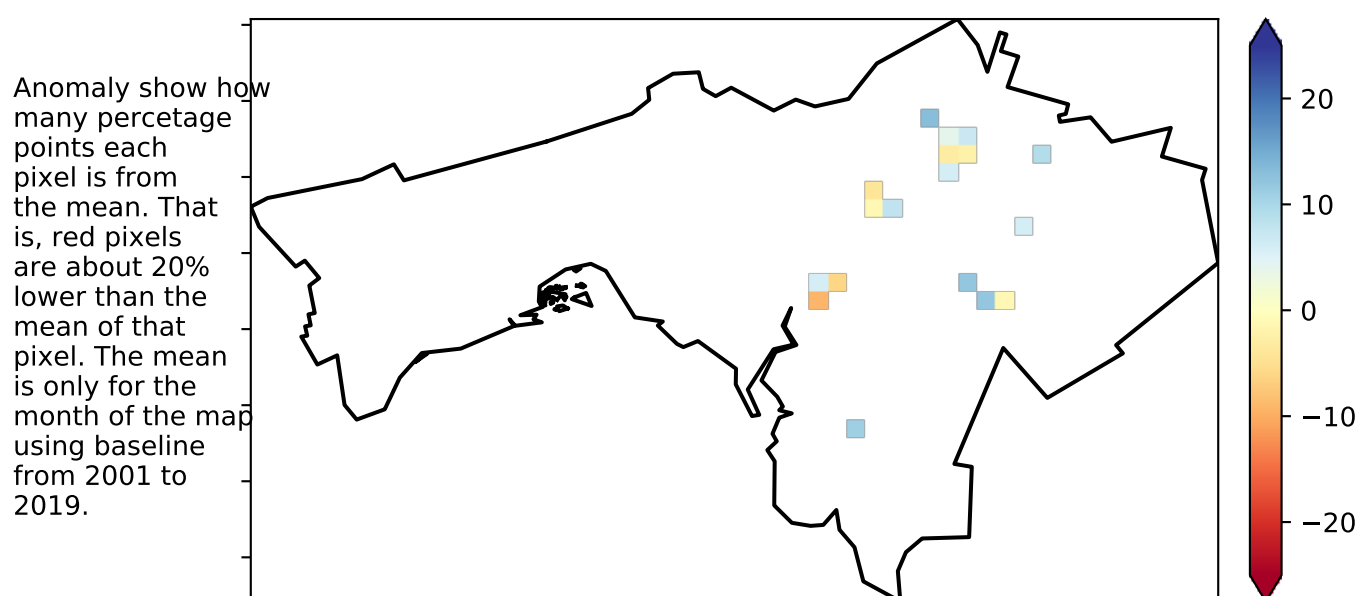 Anomaly show how
many percetage
points each
pixel is from
the mean. That
is, red pixels
are about 20%
lower than the
mean of that
pixel. The mean
is only for the
month of the map
using baseline
from 2001 to
2019.
20
10
0
−10
−20